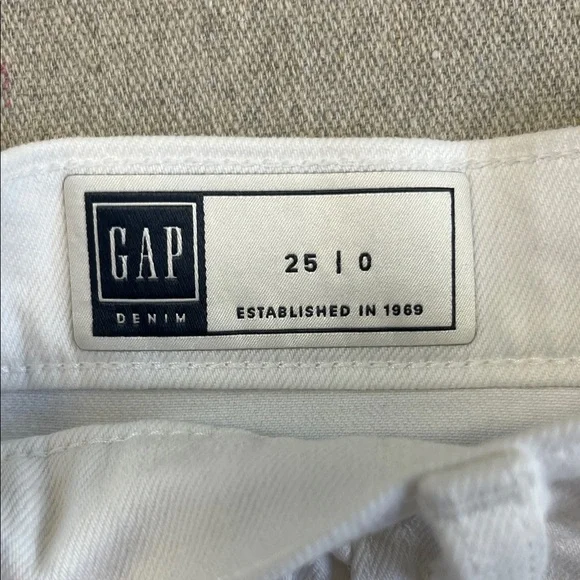 GAP
DENIM
25 | 0
ESTABLISHED IN 1969